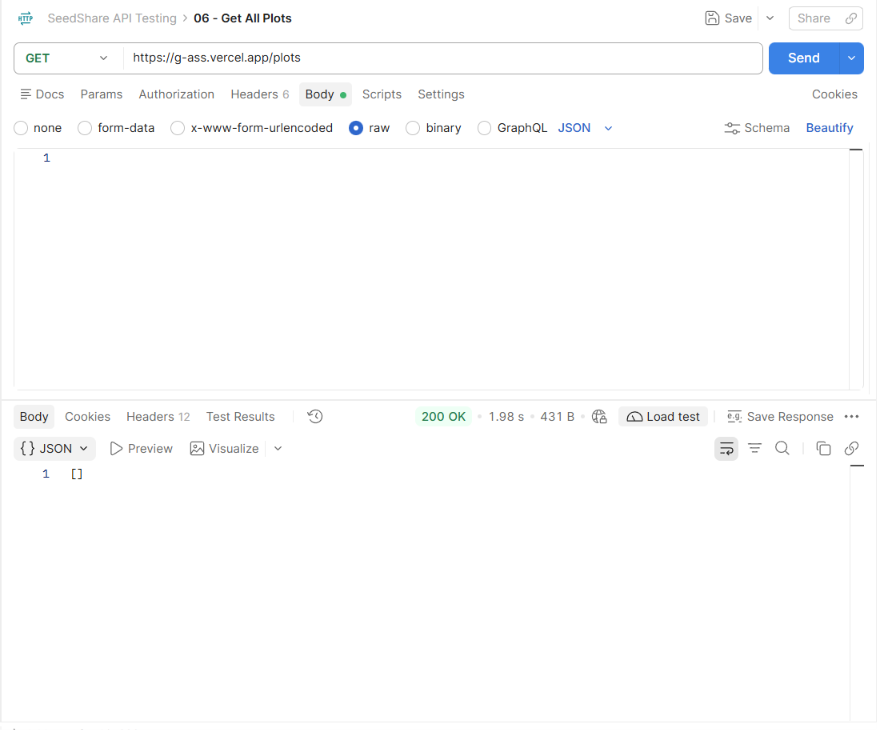 HTTP SeedShare API Testing > 06 - Get All Plots Save Share
GET https://g-ass.vercel.app/plots Send
Docs Params Authorization Headers 6 Body Scripts Settings Cookies
none form-data x-www-form-urlencoded raw binary GraphQL JSON Schema Beautify
1
Body Cookies Headers 12 Test Results 200 OK • 1.98 s • 431 B • Load test e.g. Save Response •••
{} JSON Preview Visualize
1 []